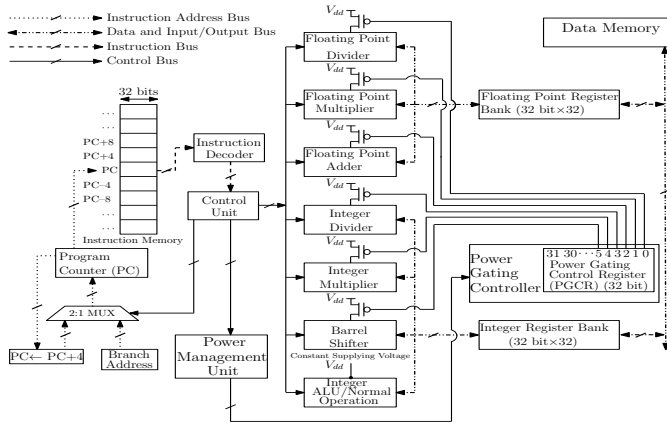 Instruction Address Bus
Data and Input/Output Bus
Instruction Bus
Control Bus
32 bits
...
...
PC+8
PC+4
PC
PC−4
PC−8
...
...
Instruction Memory
Instruction
Decoder
Control
Unit
Program
Counter (PC)
2:1 MUX
PC← PC+4
Branch
Address
Power
Management
Unit
Vdd
Floating Point
Divider
Vdd
Floating Point
Multiplier
Vdd
Floating Point
Adder
Vdd
Integer
Divider
Vdd
Integer
Multiplier
Vdd
Barrel
Shifter
Constant Supplying Voltage
Vdd
Integer
ALU/Normal
Operation
Data Memory
Floating Point Register
Bank (32 bit×32)
Power
Gating
Controller
31 30···5 4 3 2 1 0
Power Gating
Control Register
(PGCR) (32 bit)
Integer Register Bank
(32 bit×32)